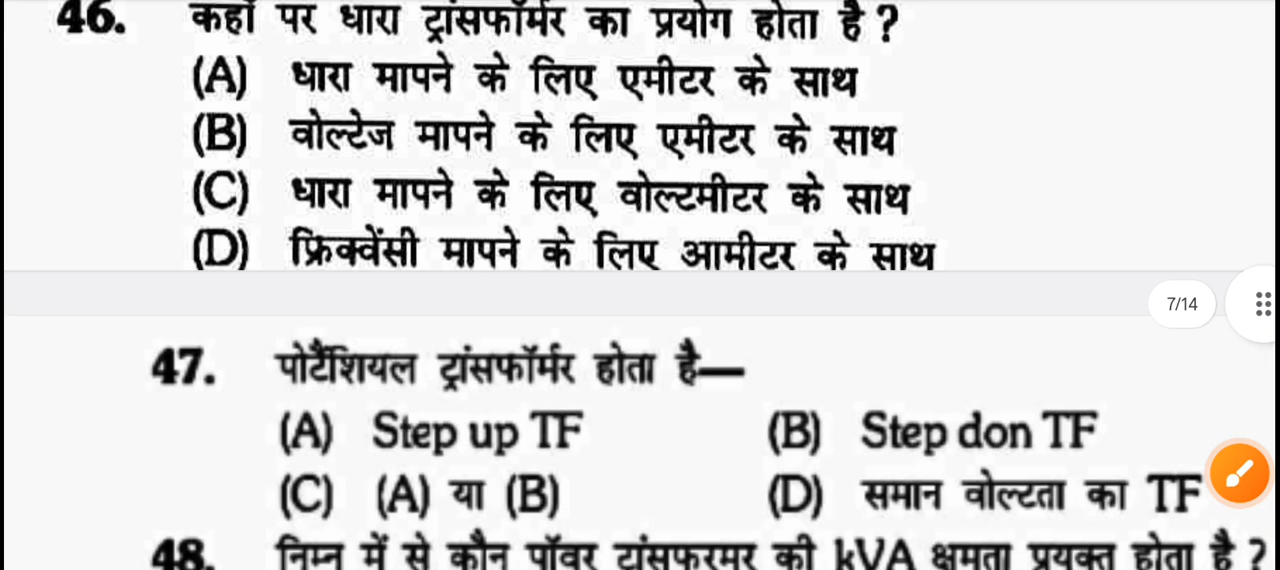 46. कहाँ पर धारा ट्रांसफॉर्मर का प्रयोग होता है ?
(A) धारा मापने के लिए एमीटर के साथ
(B) वोल्टेज मापने के लिए एमीटर के साथ
(C) धारा मापने के लिए वोल्टमीटर के साथ
(D) फ्रिक्वेंसी मापने के लिए आमीटर के साथ
7/14
47. पोटैंशियल ट्रांसफॉर्मर होता है—
(A) Step up TF (B) Step don TF
(C) (A) या (B) (D) समान वोल्टता का TF
48. निम्न में से कौन पॉवर ट्रांसफरमर की kVA क्षमता प्रयुक्त होता है ?